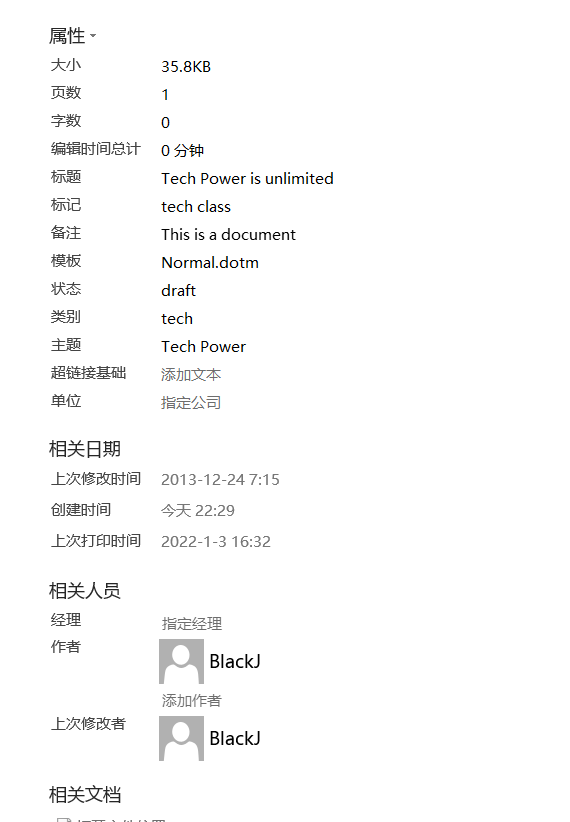 属性
大小 35.8KB
页数 1
字数 0
编辑时间总计 0 分钟
标题 Tech Power is unlimited
标记 tech class
备注 This is a document
模板 Normal.dotm
状态 draft
类别 tech
主题 Tech Power
超链接基础 添加文本
单位 指定公司
相关日期
上次修改时间 2013-12-24 7:15
创建时间 今天 22:29
上次打印时间 2022-1-3 16:32
相关人员
经理 指定经理
作者 BlackJ
添加作者
上次修改者 BlackJ
相关文档